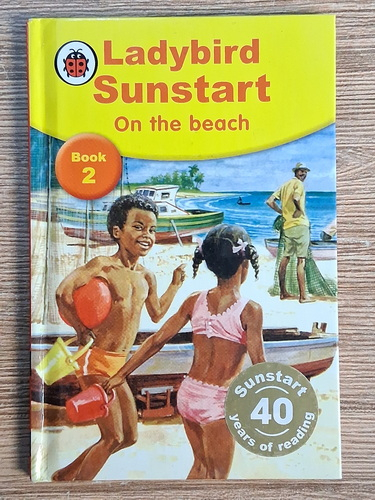 Ladybird
Sunstart
On the beach
Book
2
Sunstart
40
years of reading